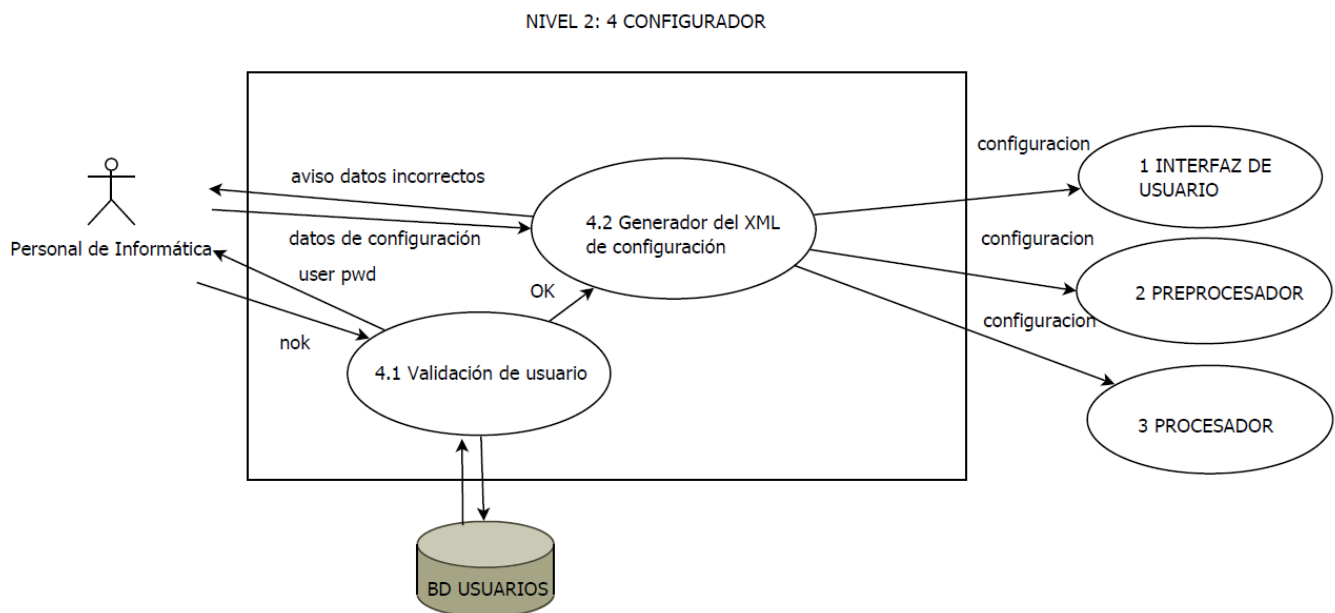 NIVEL 2: 4 CONFIGURADOR
configuracion
1 INTERFAZ DE
USUARIO
aviso datos incorrectos
4.2 Generador del XML
de configuración
datos de configuración
Personal de Informática
configuracion
user pwd
OK
2 PREPROCESADOR
configuracion
nok
4.1 Validación de usuario
3 PROCESADOR
BD USUARIOS